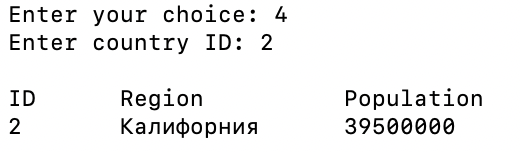 Enter your choice: 4
Enter country ID: 2
ID Region Population
2 Калифорния 39500000